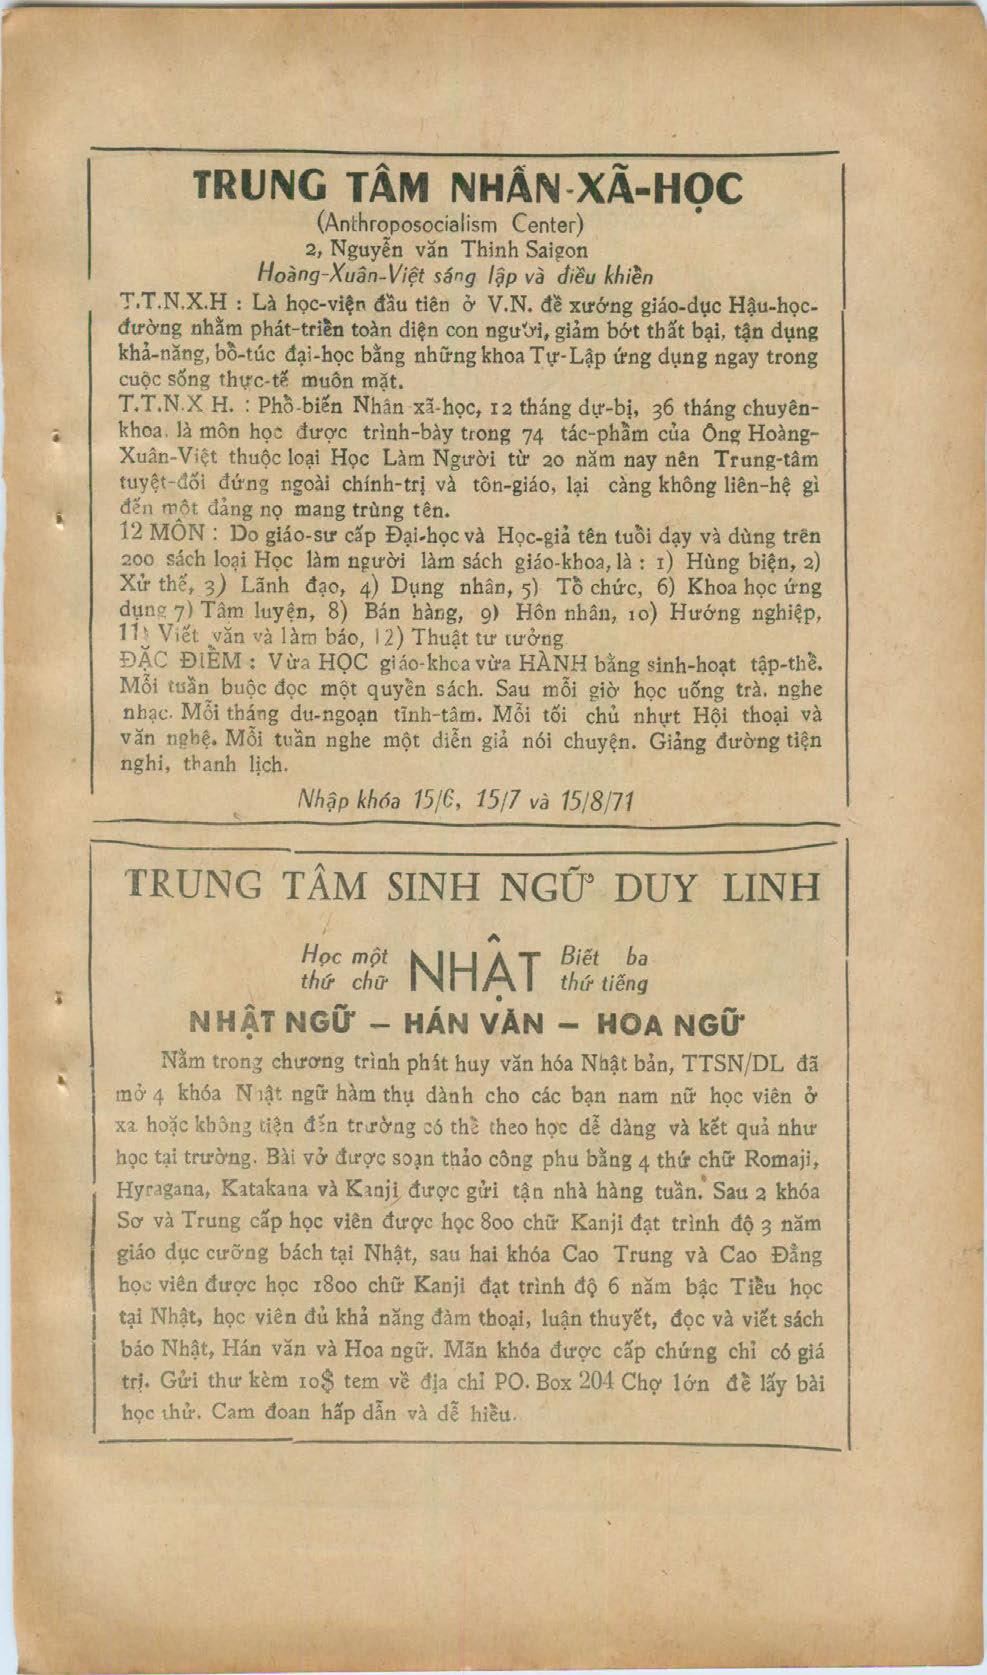 TRUNG TÂM NHÂN-XÃ-HỌC
(Anthroposocialism Center)
2, Nguyễn văn Thinh Saigon
Hoàng-Xuân-Việt sáng lập và điều khiển
T.T.N.X.H : Là học-viện đầu tiên ở V.N. đề xướng giáo-dục Hậu-học-
đường nhằm phát-triển toàn diện con người, giảm bớt thất bại, tận dụng
khả-năng, bổ-túc đại-học bằng những khoa Tự-Lập ứng dụng ngay trong
cuộc sống thực-tế muôn mặt.
T.T.N.X H. : Phổ-biến Nhân xã-học, 12 tháng dự-bị, 36 tháng chuyên-
khoa. là môn học được trình-bày trong 74 tác-phẩm của Ông Hoàng-
Xuân-Việt thuộc loại Học Làm Người từ 20 năm nay nên Trung-tâm
tuyệt-đối đứng ngoài chính-trị và tôn-giáo, lại càng không liên-hệ gì
đến một đảng nọ mang trùng tên.
12 MÔN : Do giáo-sư cấp Đại-học và Học-giả tên tuổi dạy và dùng trên
200 sách loại Học làm người làm sách giáo-khoa, là : 1) Hùng biện, 2)
Xử thế, 3) Lãnh đạo, 4) Dụng nhân, 5) Tổ chức, 6) Khoa học ứng
dụng 7) Tâm luyện, 8) Bán hàng, 9) Hôn nhân, 10) Hướng nghiệp,
11) Viết văn và làm báo, 12) Thuật tư tưởng
ĐẶC ĐIỂM : Vừa HỌC giáo-khoa vừa HÀNH bằng sinh-hoạt tập-thể.
Mỗi tuần buộc đọc một quyển sách. Sau mỗi giờ học uống trà, nghe
nhạc. Mỗi tháng du-ngoạn tĩnh-tâm. Mỗi tối chủ nhựt Hội thoại và
văn nghệ. Mỗi tuần nghe một diễn giả nói chuyện. Giảng đường tiện
nghi, thanh lịch.
Nhập khóa 15/6, 15/7 và 15/8/71
TRUNG TÂM SINH NGỮ DUY LINH
Học một thứ chữ NHẬT Biết ba thứ tiếng
NHẬT NGỮ – HÁN VĂN – HOA NGỮ
Nằm trong chương trình phát huy văn hóa Nhật bản, TTSN/DL đã
mở 4 khóa Nhật ngữ hàm thụ dành cho các bạn nam nữ học viên ở
xa hoặc không tiện đến trường có thể theo học dễ dàng và kết quả như
học tại trường. Bài vở được soạn thảo công phu bằng 4 thứ chữ Romaji,
Hyragana, Katakana và Kanji được gửi tận nhà hàng tuần. Sau 2 khóa
Sơ và Trung cấp học viên được học 800 chữ Kanji đạt trình độ 3 năm
giáo dục cưỡng bách tại Nhật, sau hai khóa Cao Trung và Cao Đẳng
học viên được học 1800 chữ Kanji đạt trình độ 6 năm bậc Tiểu học
tại Nhật, học viên đủ khả năng đàm thoại, luận thuyết, đọc và viết sách
báo Nhật, Hán văn và Hoa ngữ. Mãn khóa được cấp chứng chỉ có giá
trị. Gửi thư kèm 10$ tem về địa chỉ PO. Box 204 Chợ lớn để lấy bài
học thử. Cam đoan hấp dẫn và dễ hiểu.